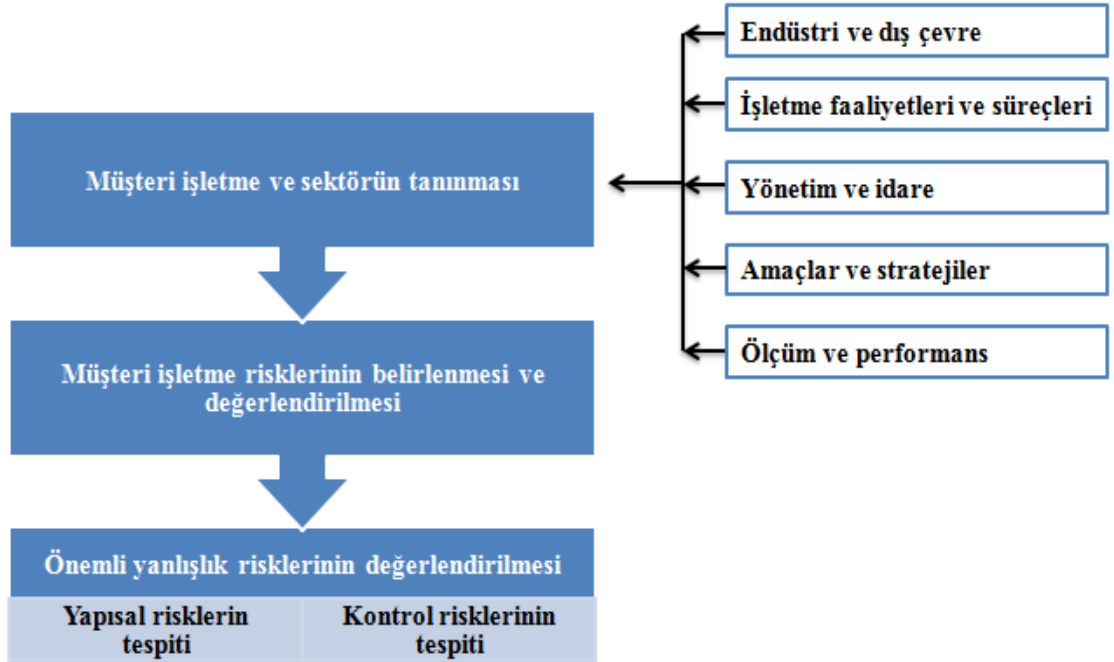 Endüstri ve dış çevre
İşletme faaliyetleri ve süreçleri
Müşteri işletme ve sektörün tanınması
Yönetim ve idare
Amaçlar ve stratejiler
Ölçüm ve performans
Müşteri işletme risklerinin belirlenmesi ve
değerlendirilmesi
Önemli yanlışlık risklerinin değerlendirilmesi
Yapısal risklerin
tespiti
Kontrol risklerinin
tespiti